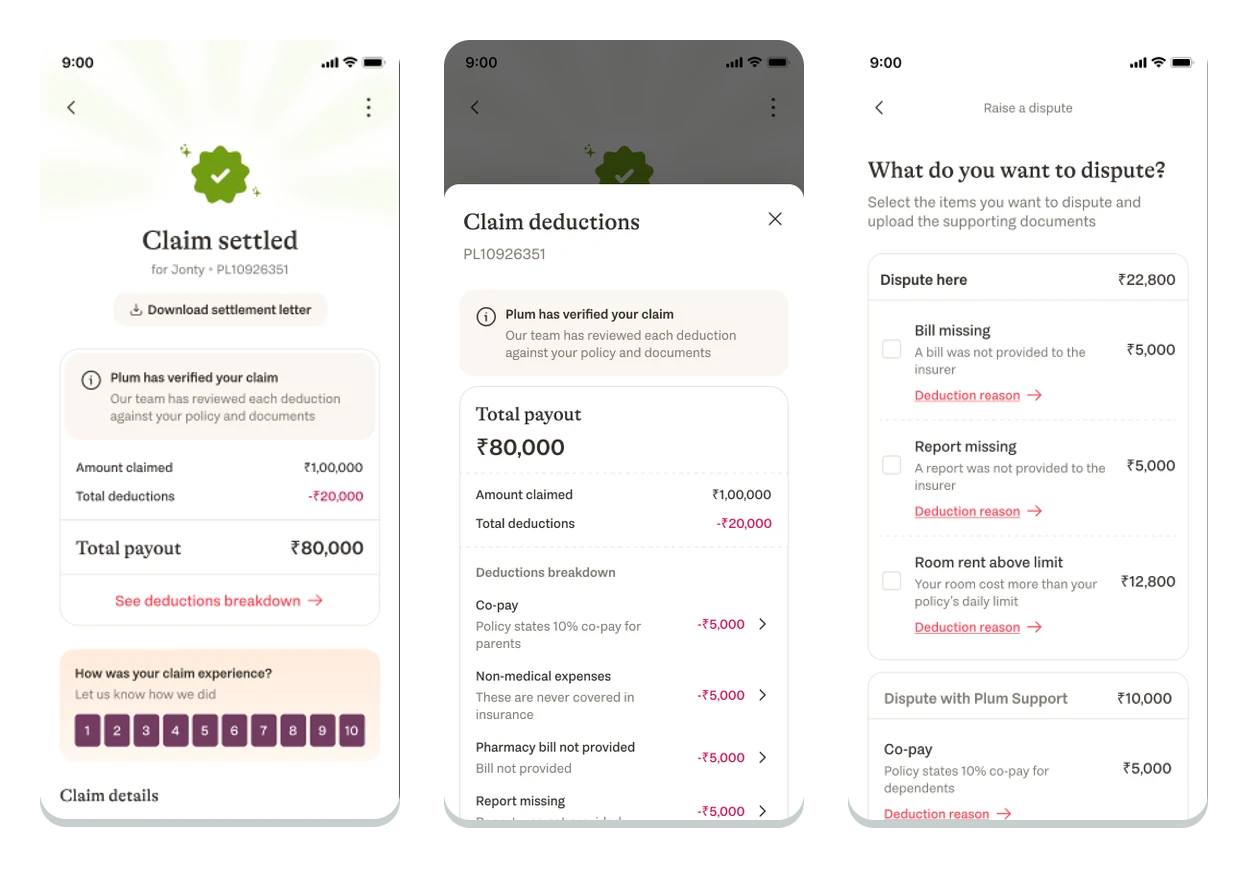 9:00
Claim settled
for Jonty • PL10926351
Download settlement letter
Plum has verified your claim
Our team has reviewed each deduction
against your policy and documents
Amount claimed ₹1,00,000
Total deductions -₹20,000
Total payout ₹80,000
See deductions breakdown →
How was your claim experience?
Let us know how we did
1 2 3 4 5 6 7 8 9 10
Claim details
9:00
Claim deductions
PL10926351
Plum has verified your claim
Our team has reviewed each deduction
against your policy and documents
Total payout
₹80,000
Amount claimed ₹1,00,000
Total deductions -₹20,000
Deductions breakdown
Co-pay
Policy states 10% co-pay for
parents
-₹5,000
Non-medical expenses
These are never covered in
insurance
-₹5,000
Pharmacy bill not provided
Bill not provided
-₹5,000
Report missing
-₹5,000
9:00
Raise a dispute
What do you want to dispute?
Select the items you want to dispute and
upload the supporting documents
Dispute here ₹22,800
Bill missing
A bill was not provided to the
insurer
₹5,000
Deduction reason →
Report missing
A report was not provided to the
insurer
₹5,000
Deduction reason →
Room rent above limit
Your room cost more than your
policy's daily limit
₹12,800
Deduction reason →
Dispute with Plum Support ₹10,000
Co-pay
Policy states 10% co-pay for
dependents
₹5,000
Deduction reason →